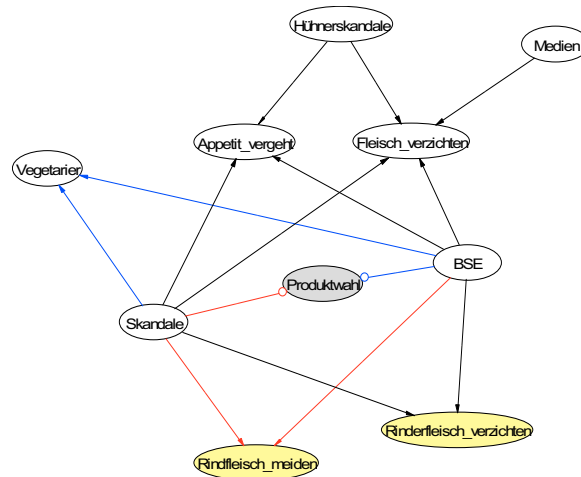 Hühnerskandale
Medien
Appetit_vergeht
Fleisch_verzichten
Vegetarier
BSE
Produktwahl
Skandale
Rinderfleisch_verzichten
Rindfleisch_meiden